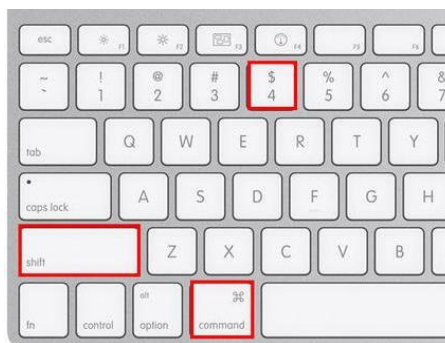 esc F1 F2 F3 F4 F5 F6
~ ! @ # $ % ^ &
` 1 2 3 4 5 6 7
tab Q W E R T Y
caps lock A S D F G H
shift Z X C V B
alt ⌘
fn control option command